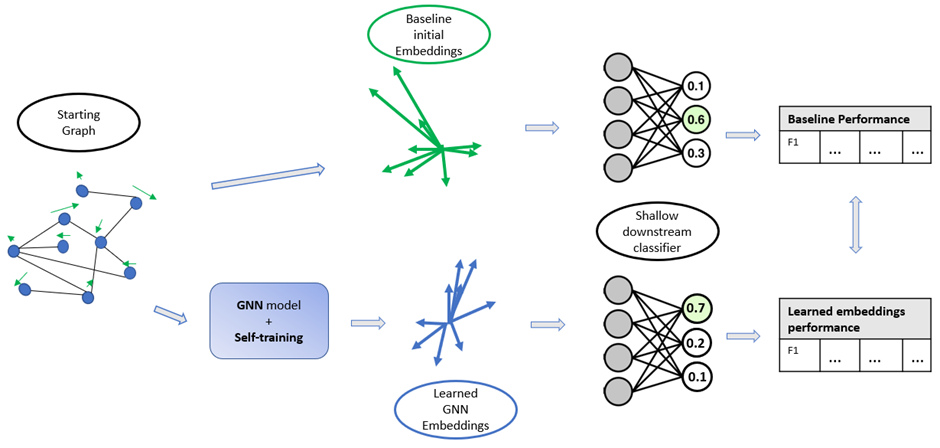 Baseline
initial
Embeddings
Starting
Graph
0.1
0.6
0.3
Baseline Performance
F1 ... ... ...
Shallow
downstream
classifier
GNN model
+
Self-training
0.7
0.2
0.1
Learned embeddings
performance
F1 ... ... ...
Learned
GNN
Embeddings